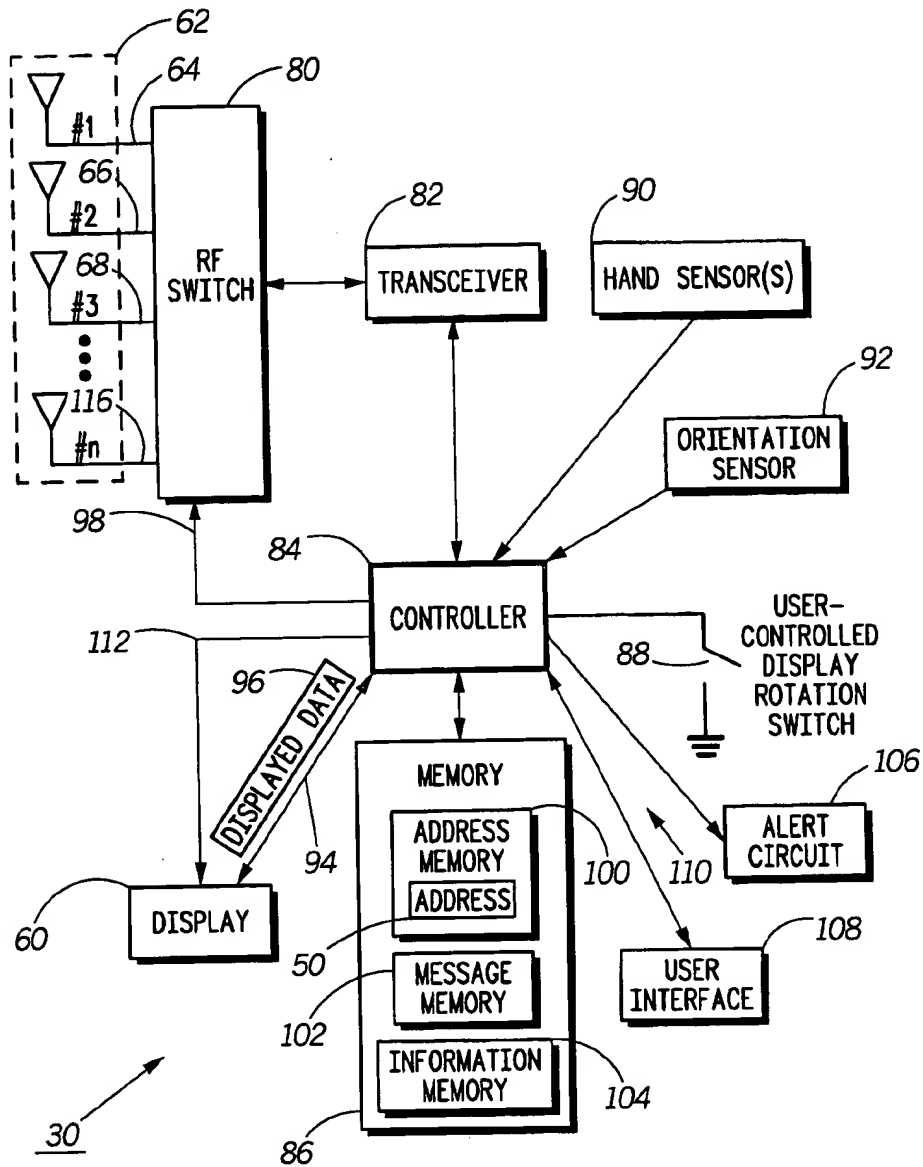 62
64
80
#1
66
#2
82
90
68
RF
SWITCH
TRANSCEIVER
HAND SENSOR(S)
#3
92
116
#n
ORIENTATION
SENSOR
98
84
CONTROLLER
USER-
CONTROLLED
DISPLAY
ROTATION
SWITCH
112
88
96
DISPLAYED DATA
94
MEMORY
106
ADDRESS
MEMORY
100
110
ALERT
CIRCUIT
ADDRESS
60
DISPLAY
50
108
102
MESSAGE
MEMORY
USER
INTERFACE
INFORMATION
MEMORY
104
30
86